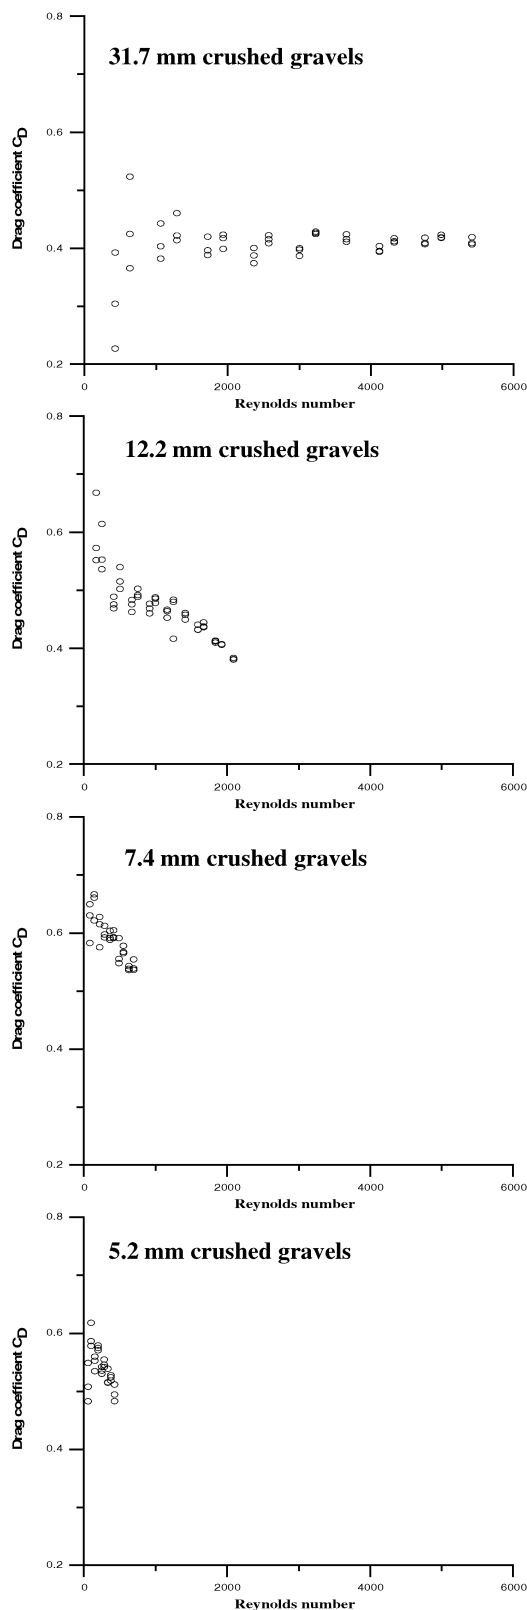 0.8
31.7 mm crushed gravels
0.6
Drag coefficient CD
0.4
0.2
0 2000 4000 6000
Reynolds number
0.8
12.2 mm crushed gravels
0.6
Drag coefficient CD
0.4
0.2
0 2000 4000 6000
Reynolds number
0.8
7.4 mm crushed gravels
0.6
Drag coefficient CD
0.4
0.2
0 2000 4000 6000
Reynolds number
0.8
5.2 mm crushed gravels
0.6
Drag coefficient CD
0.4
0.2
0 2000 4000 6000
Reynolds number